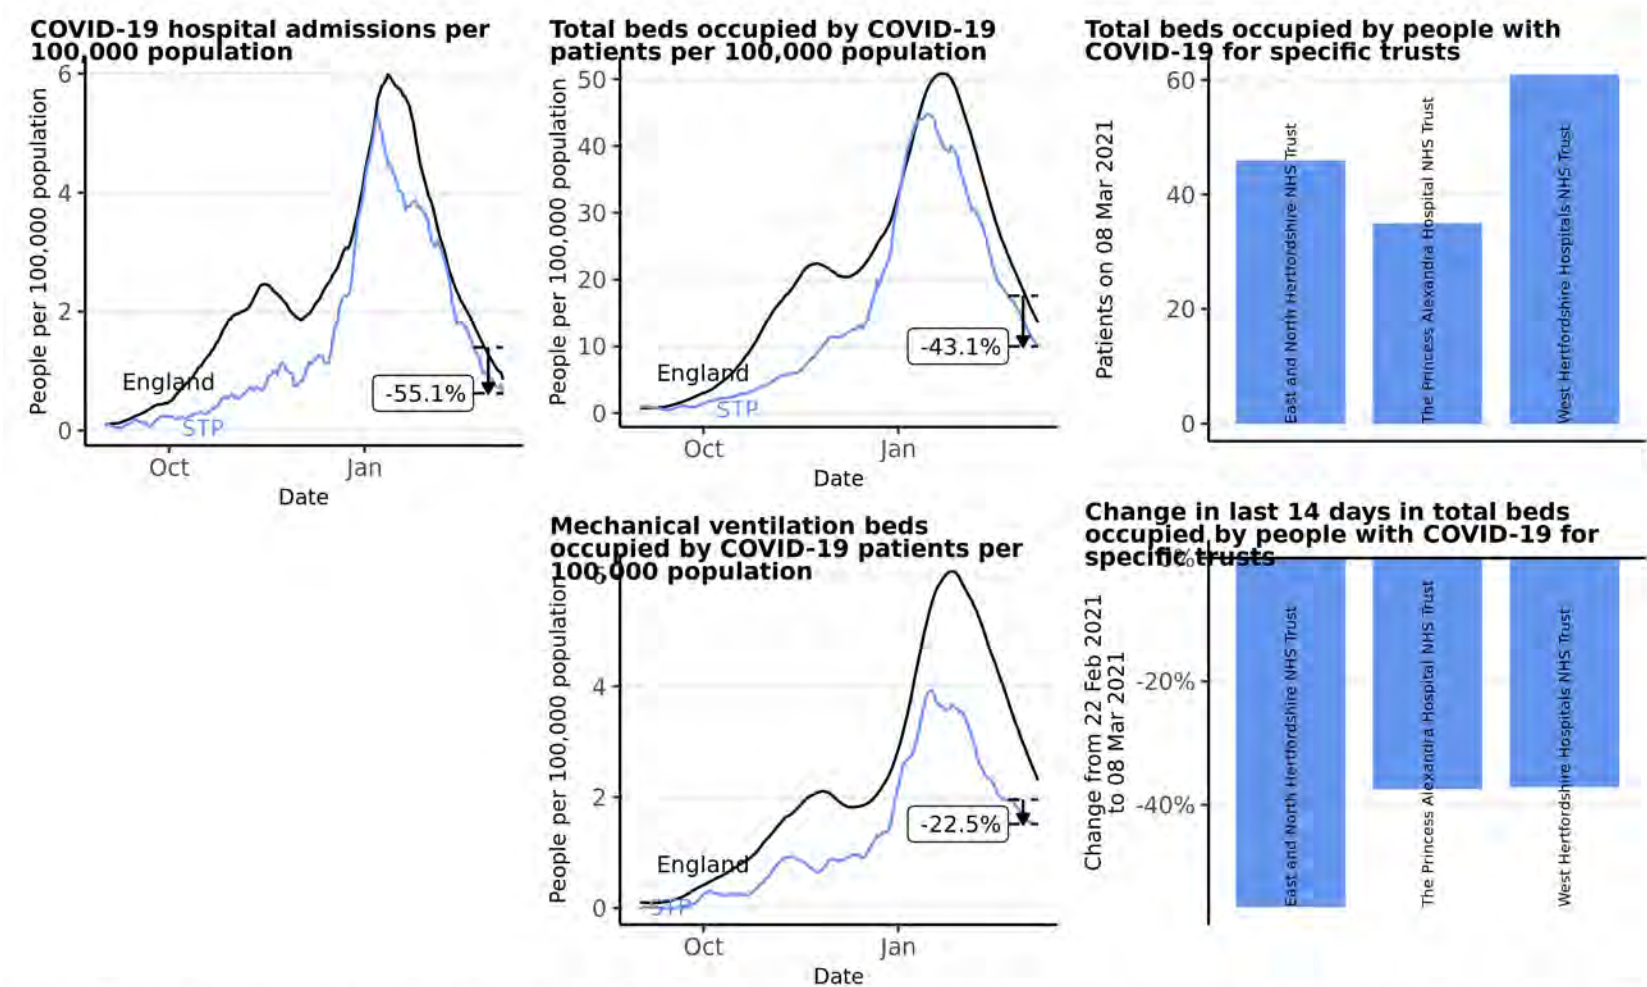 COVID-19 hospital admissions per
100,000 population
People per 100,000 population
6
4
2
0
England
STP
-55.1%
Oct
Jan
Date
Total beds occupied by COVID-19
patients per 100,000 population
People per 100,000 population
50
40
30
20
10
0
England
STP
-43.1%
Oct
Jan
Date
Total beds occupied by people with
COVID-19 for specific trusts
Patients on 08 Mar 2021
60
40
20
0
East and North Hertfordshire NHS Trust
The Princess Alexandra Hospital NHS Trust
West Hertfordshire Hospitals NHS Trust
Mechanical ventilation beds
occupied by COVID-19 patients per
100,000 population
People per 100,000 population
6
4
2
0
England
STP
-22.5%
Oct
Jan
Date
Change in last 14 days in total beds
occupied by people with COVID-19 for
specific trusts
Change from 22 Feb 2021
to 08 Mar 2021
0%
-20%
-40%
East and North Hertfordshire NHS Trust
The Princess Alexandra Hospital NHS Trust
West Hertfordshire Hospitals NHS Trust